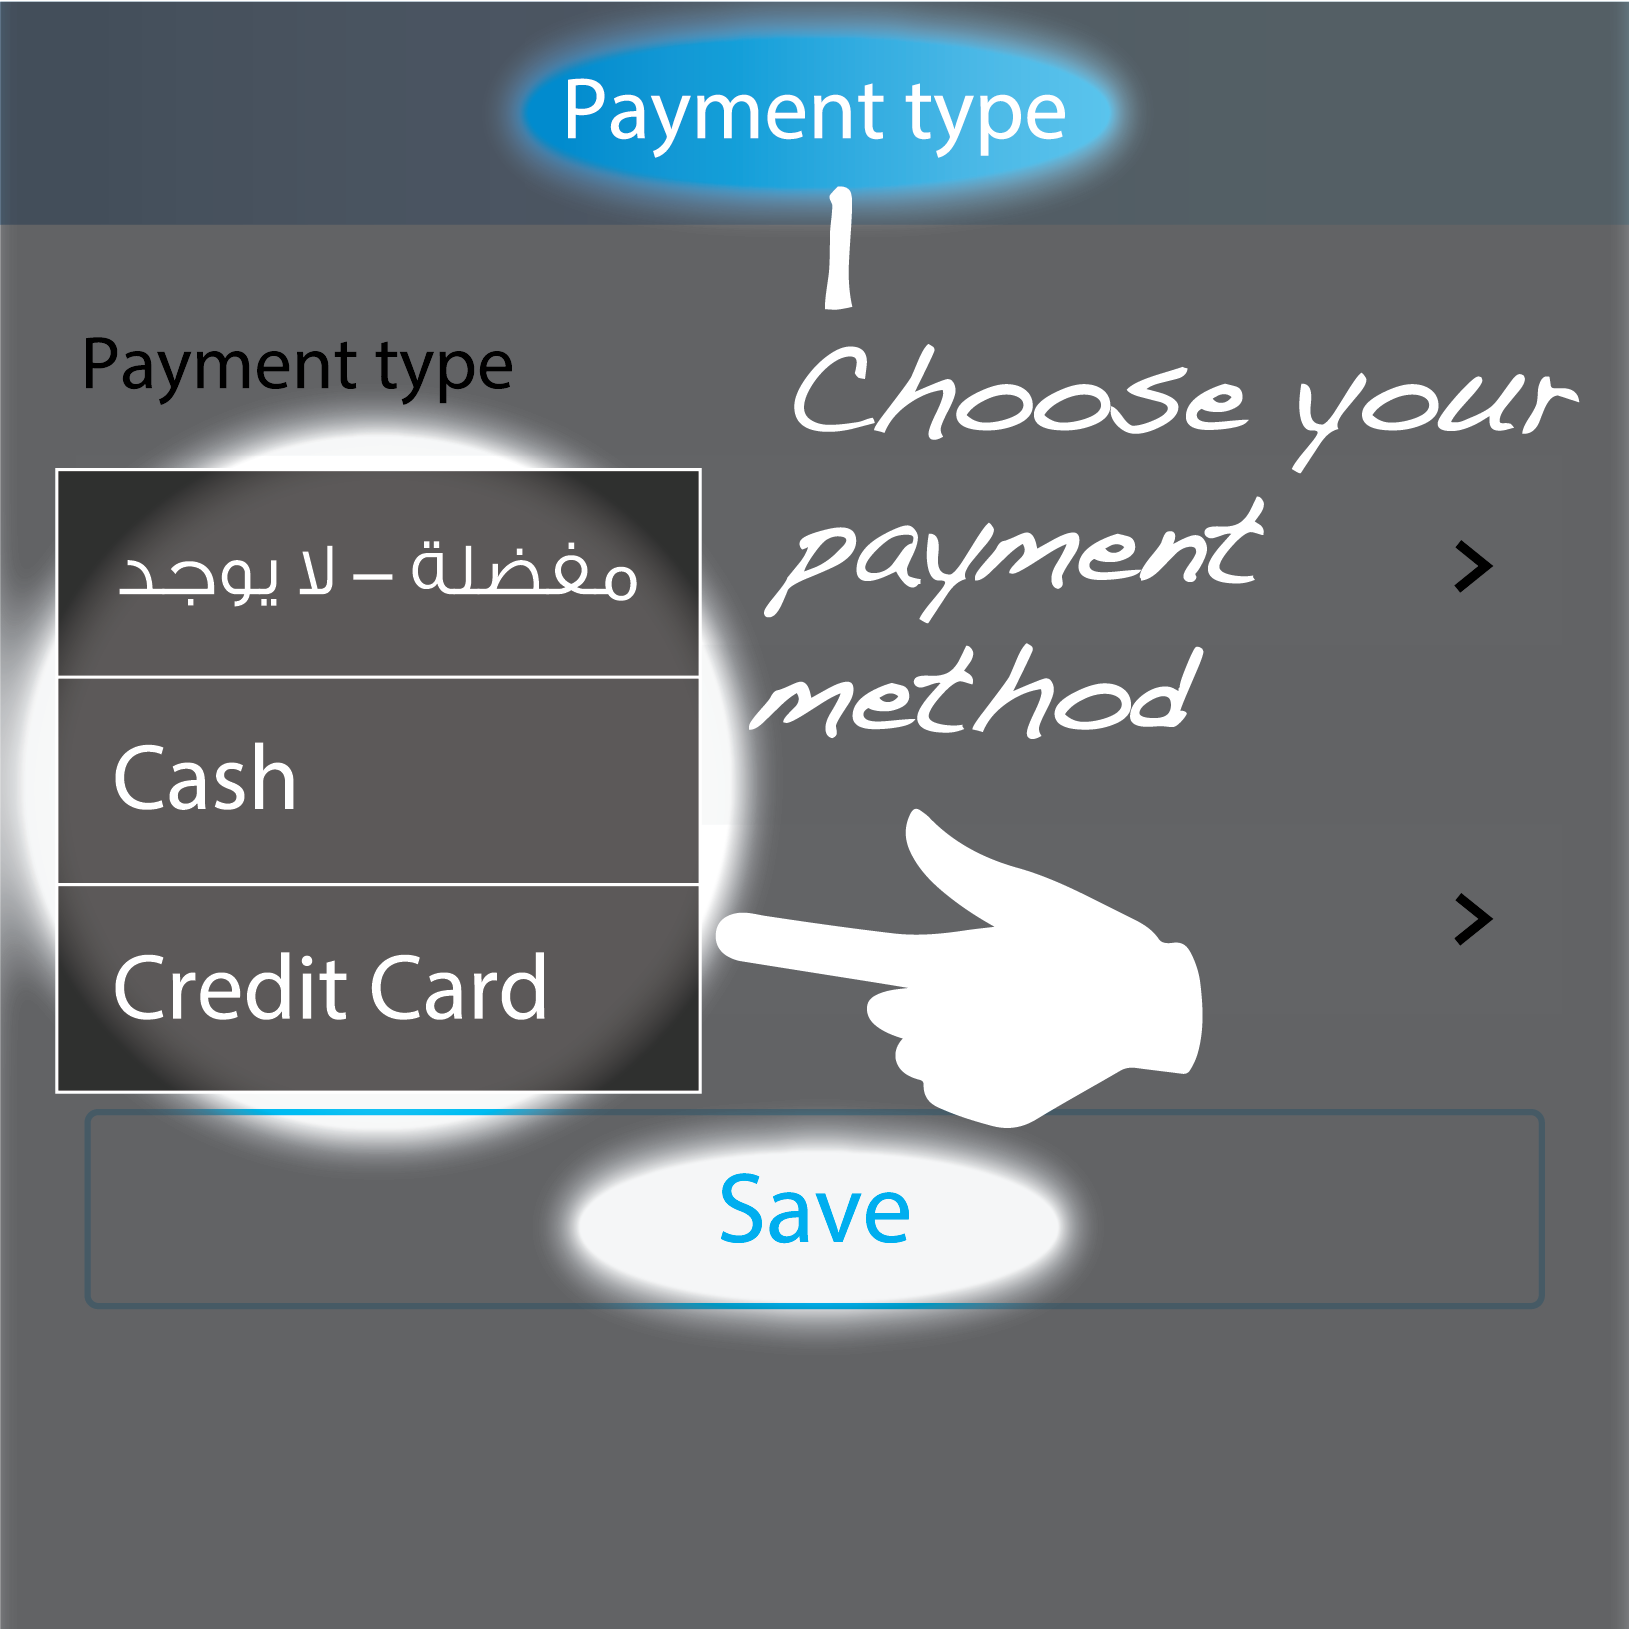 Payment type
Payment type
Choose your
payment
method
مفضلة – لا يوجد
Cash
Credit Card
Save